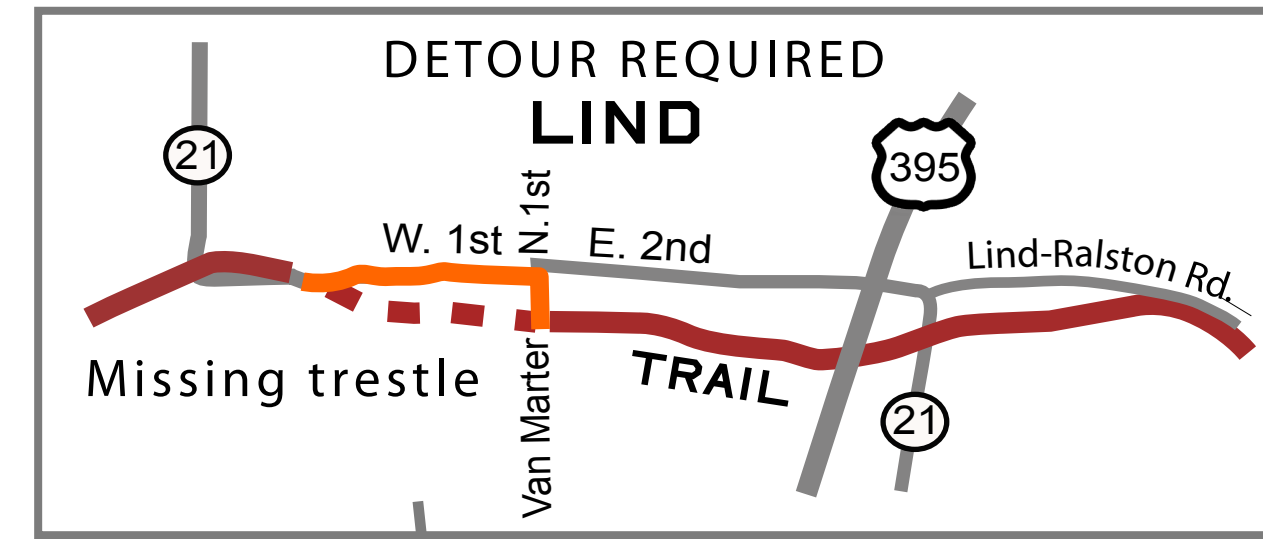 DETOUR REQUIRED
LIND
21
395
N.1st
W. 1st
E. 2nd
Lind-Ralston Rd.
Missing trestle
TRAIL
Van Marter
21